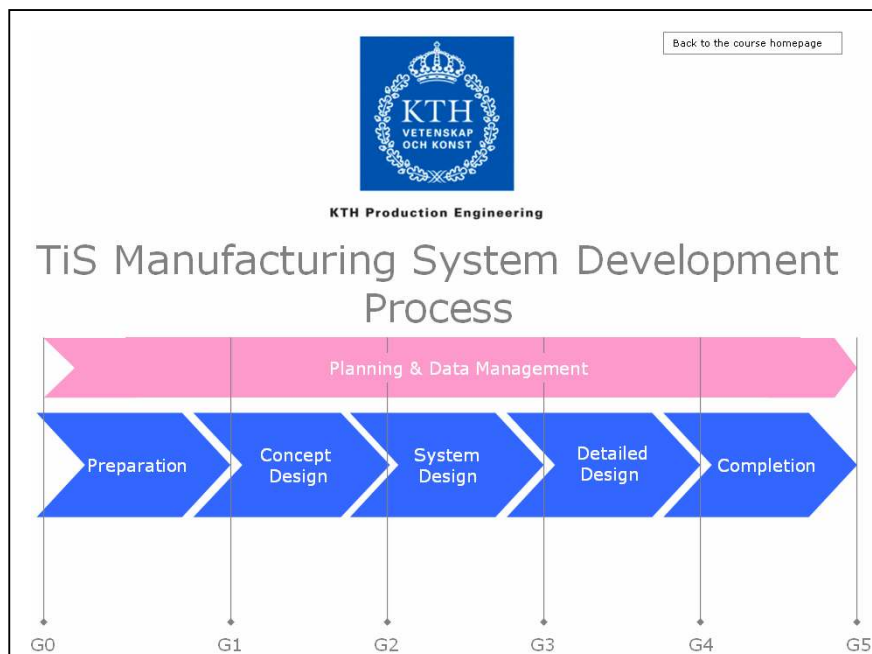 Back to the course homepage
KTH
VETENSKAP
OCH KONST
KTH Production Engineering
TiS Manufacturing System Development
Process
Planning & Data Management
Preparation
Concept
Design
System
Design
Detailed
Design
Completion
G0 G1 G2 G3 G4 G5